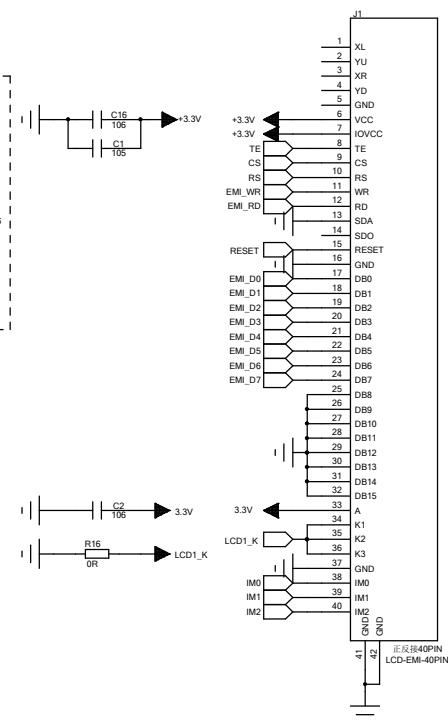 J1
1 XL
2 YU
3 XR
4 YD
5 GND
+3.3V 6 VCC
+3.3V 7 IOVCC
TE 8 TE
CS 9 CS
RS 10 RS
EMI_WR 11 WR
EMI_RD 12 RD
13 SDA
14 SDO
RESET 15 RESET
16 GND
EMI_D0 17 DB0
EMI_D1 18 DB1
EMI_D2 19 DB2
EMI_D3 20 DB3
EMI_D4 21 DB4
EMI_D5 22 DB5
EMI_D6 23 DB6
EMI_D7 24 DB7
25 DB8
26 DB9
27 DB10
28 DB11
29 DB12
30 DB13
31 DB14
32 DB15
3.3V 33 A
34 K1
LCD1_K 35 K2
36 K3
37 GND
IM0 38 IM0
IM1 39 IM1
IM2 40 IM2
41 GND
42 GND
正反接40PIN
LCD-EMI-40PIN
C16
106
+3.3V
C1
105
C2
106
3.3V
R16
0R
LCD1_K